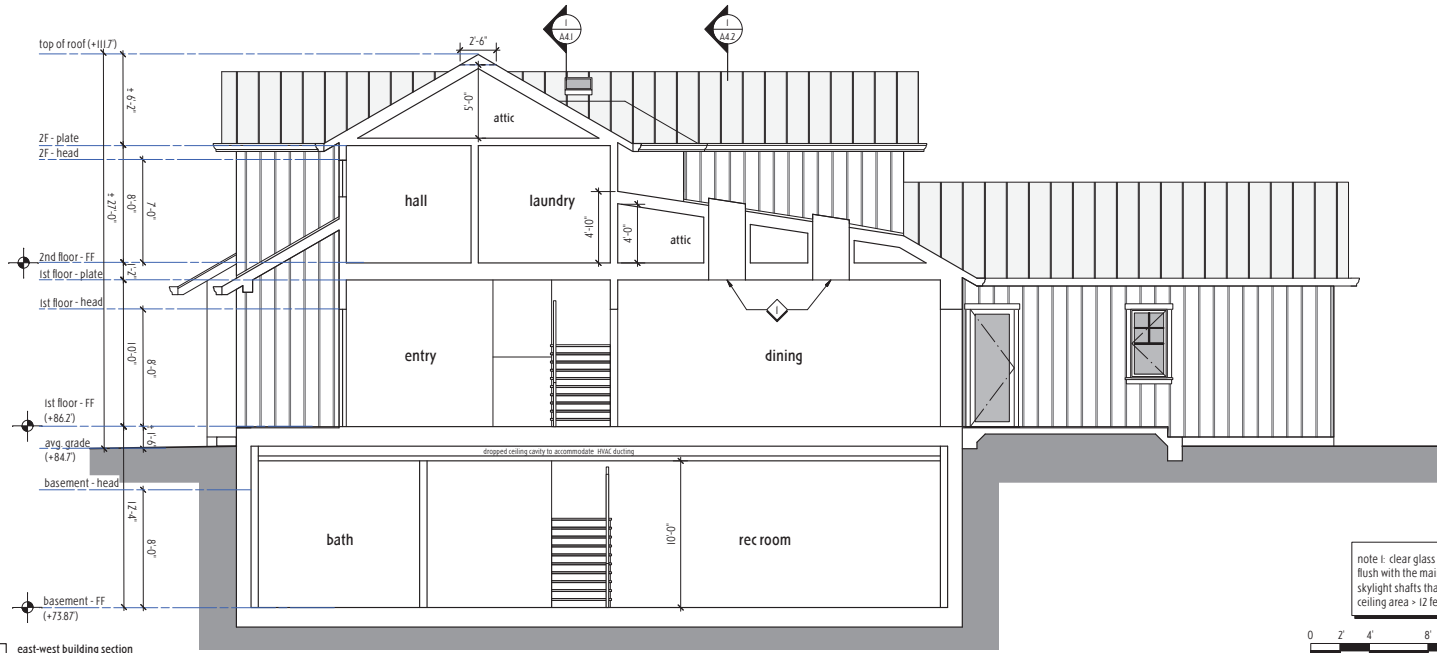 1
A4.1
1
A4.2
top of roof (+111.7')
2'-6"
± 6'-2"
5'-0"
attic
2F - plate
2F - head
± 27'-0"
8'-0"
7'-0"
hall
laundry
4'-10"
4'-0"
attic
2nd floor - FF
1st floor - plate
1'-2"
1st floor - head
1
10'-0"
8'-0"
entry
dining
1st floor - FF
(+86.2')
avg. grade
(+84.7')
1'-6"
dropped ceiling cavity to accommodate HVAC ducting
basement - head
12'-4"
8'-0"
bath
10'-0"
rec room
basement - FF
(+73.87')
note 1: clear glass
flush with the mai
skylight shafts tha
ceiling area > 12 fe
0 2' 4' 8'
east-west building section